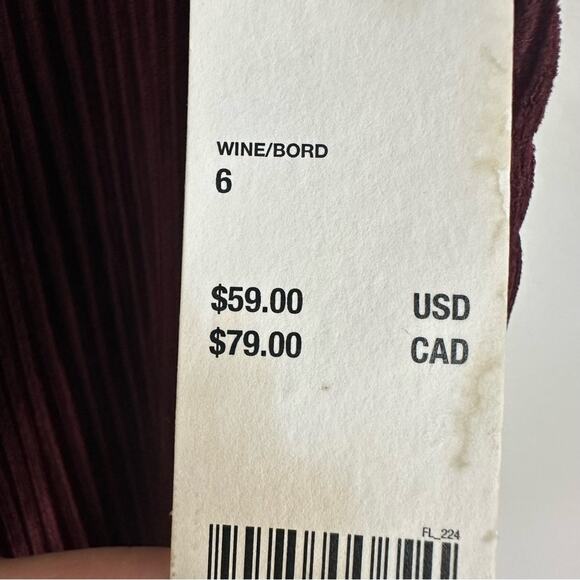 WINE/BORD
6
$59.00 USD
$79.00 CAD
FL_224